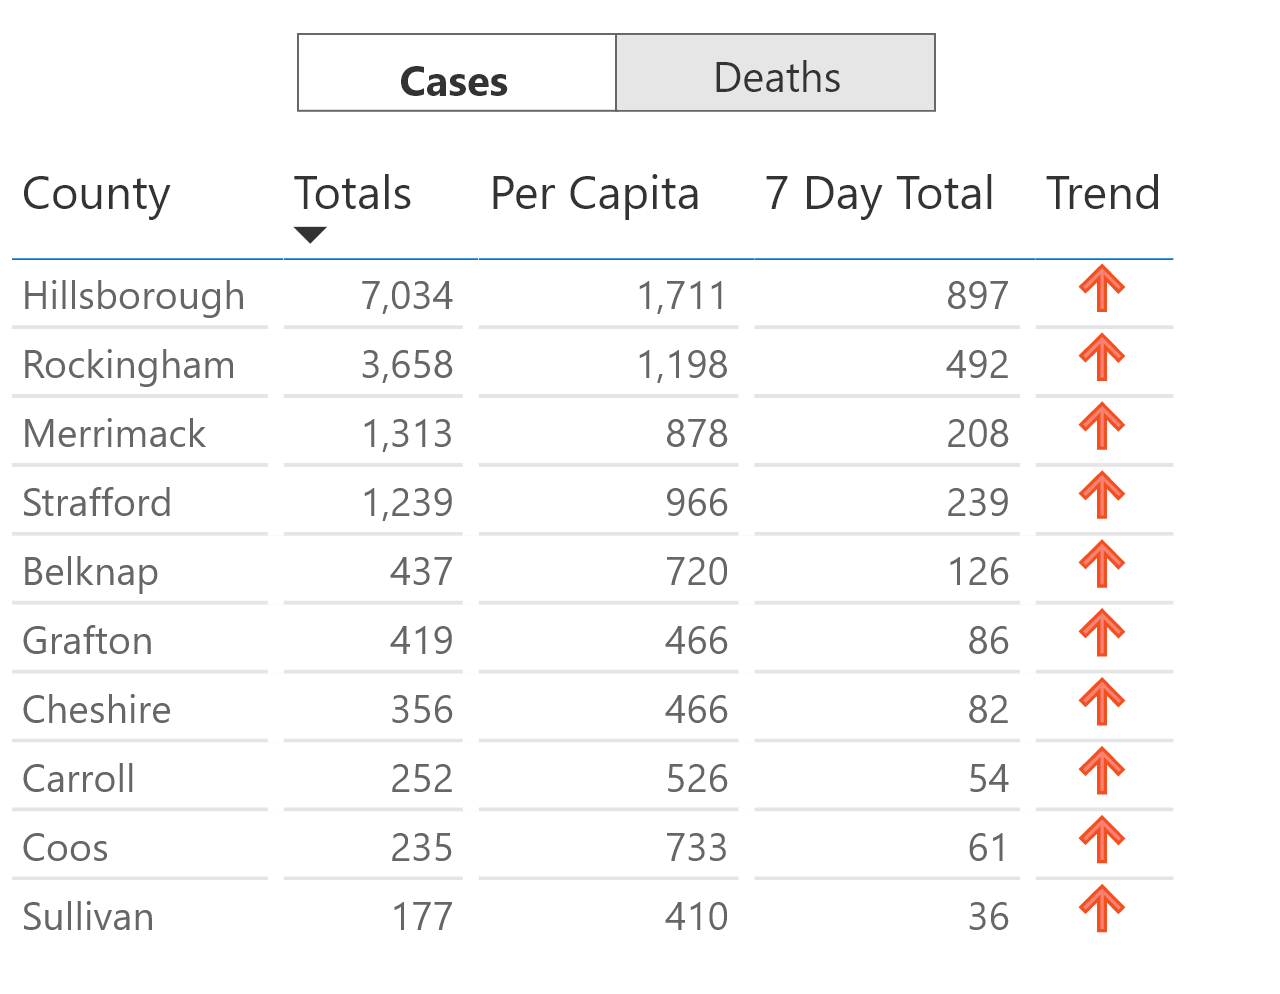 Cases Deaths
County Totals Per Capita 7 Day Total Trend
Hillsborough 7,034 1,711 897
Rockingham 3,658 1,198 492
Merrimack 1,313 878 208
Strafford 1,239 966 239
Belknap 437 720 126
Grafton 419 466 86
Cheshire 356 466 82
Carroll 252 526 54
Coos 235 733 61
Sullivan 177 410 36